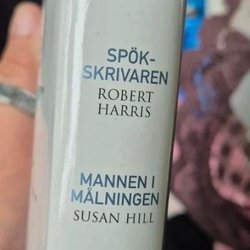 SPÖK-
SKRIVAREN
ROBERT
HARRIS
MANNEN I
MÅLNINGEN
SUSAN HILL